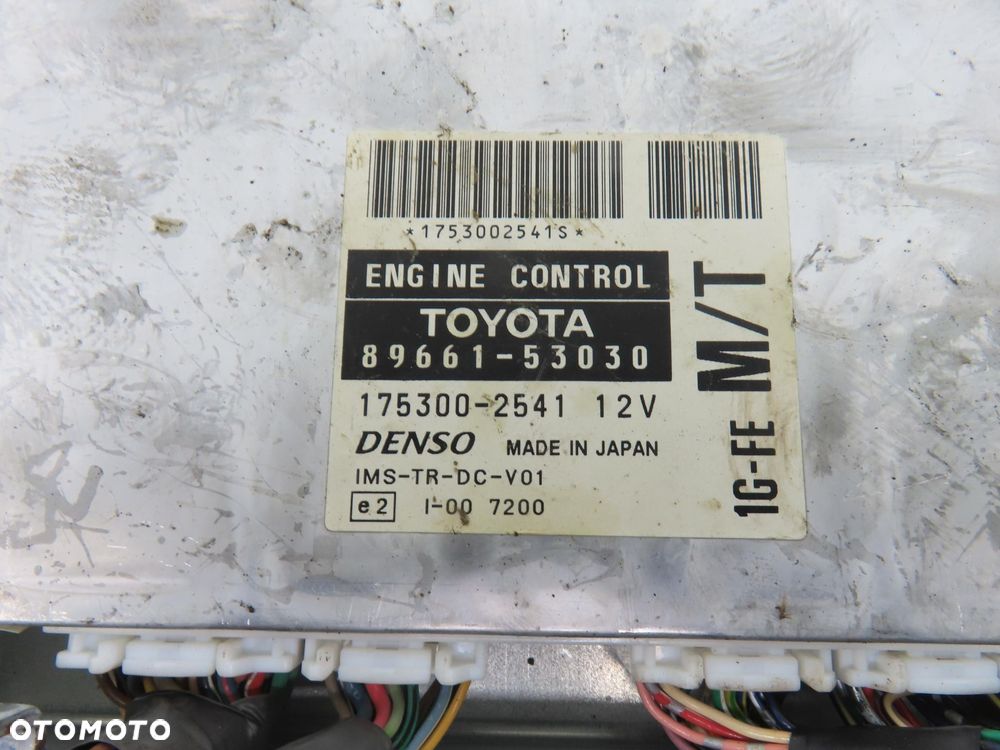 *1753002541S*
ENGINE CONTROL
TOYOTA
89661-53030
175300-2541 12V
DENSO MADE IN JAPAN
IMS-TR-DC-V01
e2 I-00 7200
1G-FE M/T
OTOMOTO